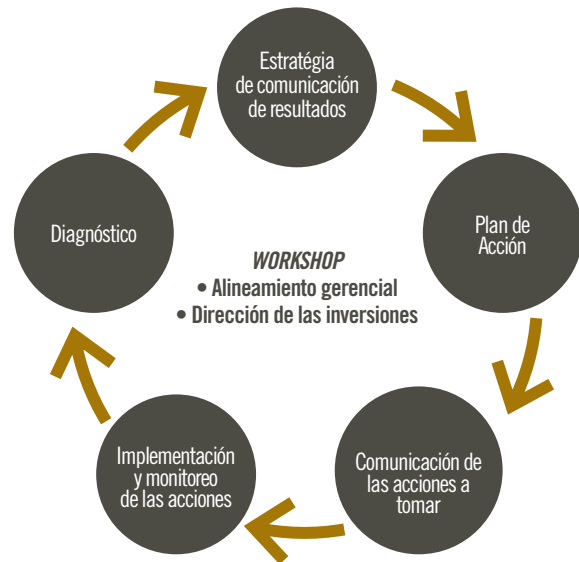 Estratégia
de comunicación
de resultados
Diagnóstico
Plan de
Acción
WORKSHOP
• Alineamiento gerencial
• Dirección de las inversiones
Implementación
y monitoreo
de las acciones
Comunicación de
las acciones a
tomar